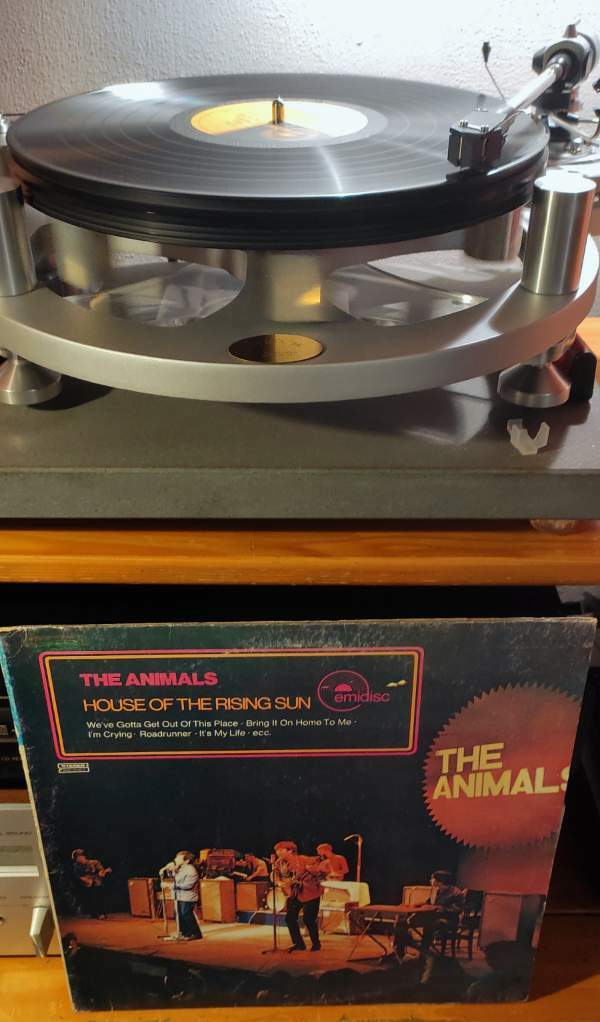 THE ANIMALS
HOUSE OF THE RISING SUN
emidisc
We've Gotta Get Out Of This Place · Bring It On Home To Me ·
I'm Crying · Roadrunner · It's My Life · ecc.
STEREO
THE
ANIMALS